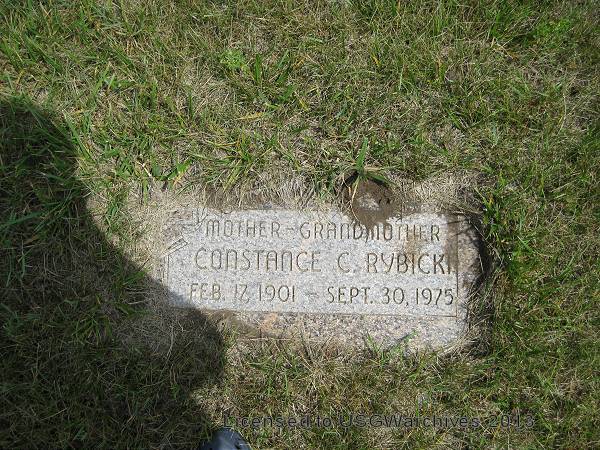 MOTHER - GRANDMOTHER
CONSTANCE C. RYBICKI
FEB. 17, 1901 - SEPT. 30, 1975
Licensed to USGWarchives 2013